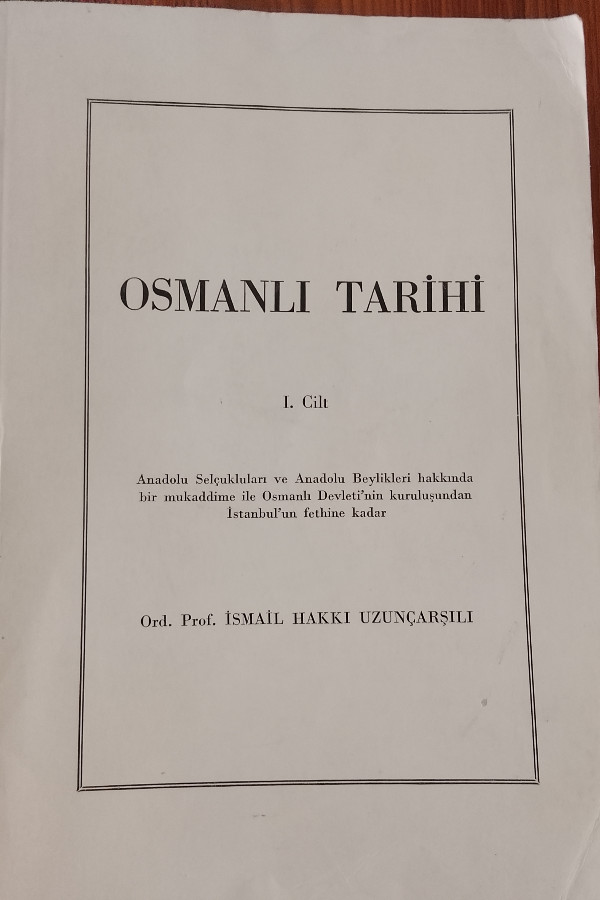 OSMANLI TARİHİ
I. Cilt
Anadolu Selçukluları ve Anadolu Beylikleri hakkında
bir mukaddime ile Osmanlı Devleti'nin kuruluşundan
İstanbul'un fethine kadar
Ord. Prof. İSMAİL HAKKI UZUNÇARŞILI